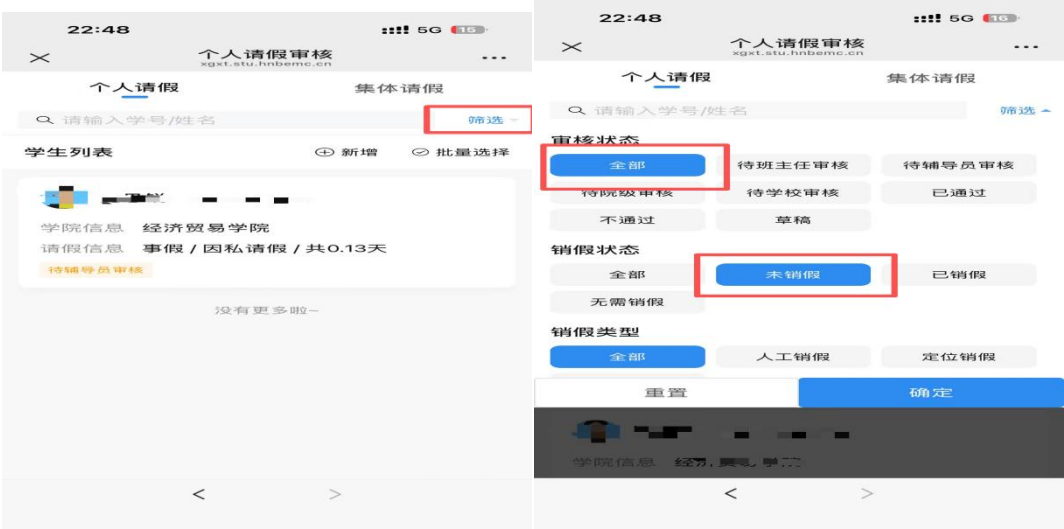 22:48
5G
个人请假审核
xgxt.stu.hnbemc.cn
个人请假
集体请假
请输入学号/姓名
筛选
学生列表
新增
批量选择
学院信息 经济贸易学院
请假信息 事假 / 因私请假 / 共0.13天
待辅导员审核
没有更多啦~
22:48
5G
个人请假审核
xgxt.stu.hnbemc.cn
个人请假
集体请假
请输入学号/姓名
筛选
审核状态
全部
待班主任审核
待辅导员审核
待院级审核
待学校审核
已通过
不通过
草稿
销假状态
全部
未销假
已销假
无需销假
销假类型
全部
人工销假
定位销假
重置
确定
学院信息